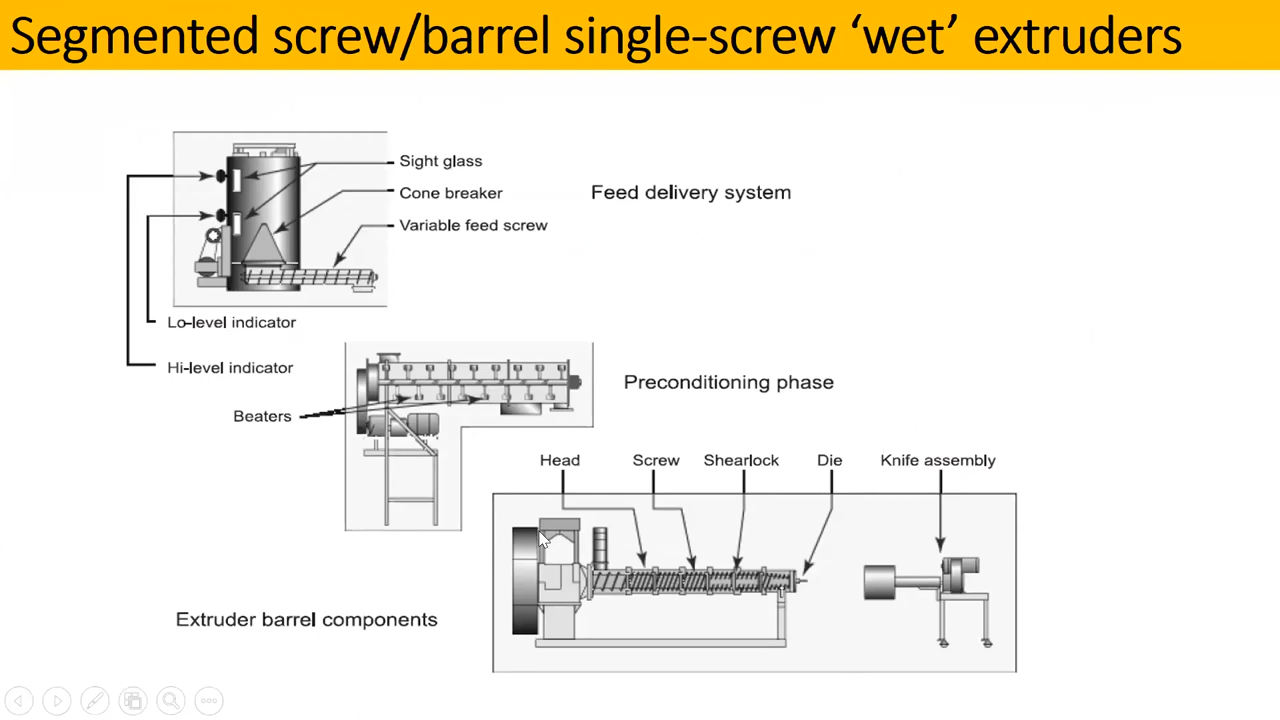 Segmented screw/barrel single-screw ‘wet’ extruders
Sight glass
Cone breaker
Feed delivery system
Variable feed screw
Lo-level indicator
Hi-level indicator
Preconditioning phase
Beaters
Head
Screw
Shearlock
Die
Knife assembly
Extruder barrel components